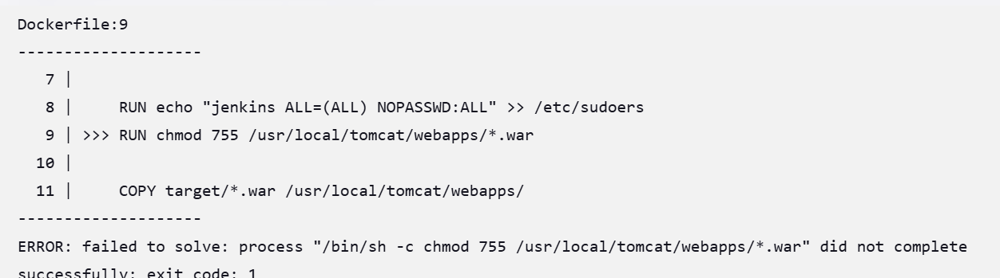 Dockerfile:9
--------------------
   7 |
   8 |     RUN echo "jenkins ALL=(ALL) NOPASSWD:ALL" >> /etc/sudoers
   9 | >>> RUN chmod 755 /usr/local/tomcat/webapps/*.war
  10 |
  11 |     COPY target/*.war /usr/local/tomcat/webapps/
--------------------
ERROR: failed to solve: process "/bin/sh -c chmod 755 /usr/local/tomcat/webapps/*.war" did not complete
successfully: exit code: 1